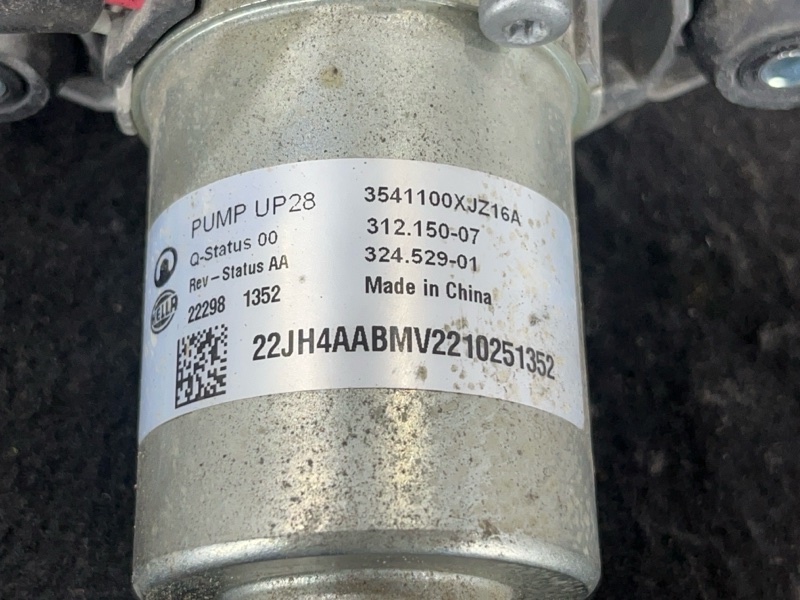 PUMP UP28
Q-Status 00
Rev-Status AA
22298 1352
HELLA
3541100XJZ16A
312.150-07
324.529-01
Made in China
22JH4AABMV2210251352